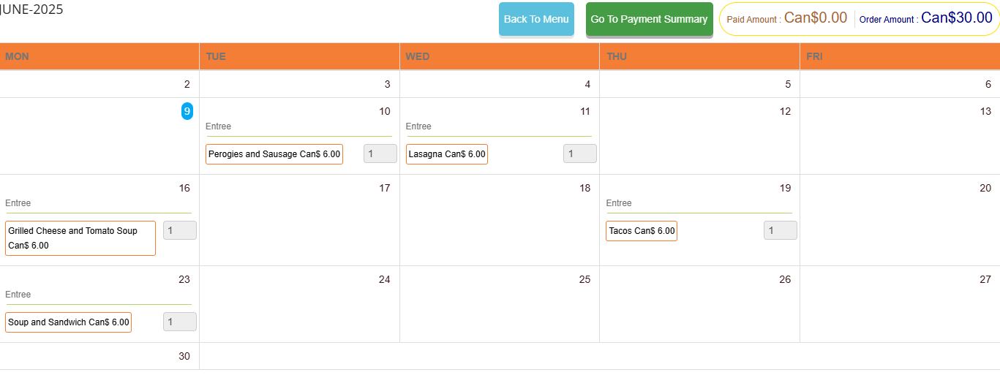 JUNE-2025
Back To Menu
Go To Payment Summary
Paid Amount : Can$0.00
Order Amount : Can$30.00
MON TUE WED THU FRI
2 3 4 5 6
9 10 11 12 13
Entree Entree
Perogies and Sausage Can$ 6.00 1 Lasagna Can$ 6.00 1
16 17 18 19 20
Entree Entree
Grilled Cheese and Tomato Soup 1 Tacos Can$ 6.00 1
Can$ 6.00
23 24 25 26 27
Entree
Soup and Sandwich Can$ 6.00 1
30